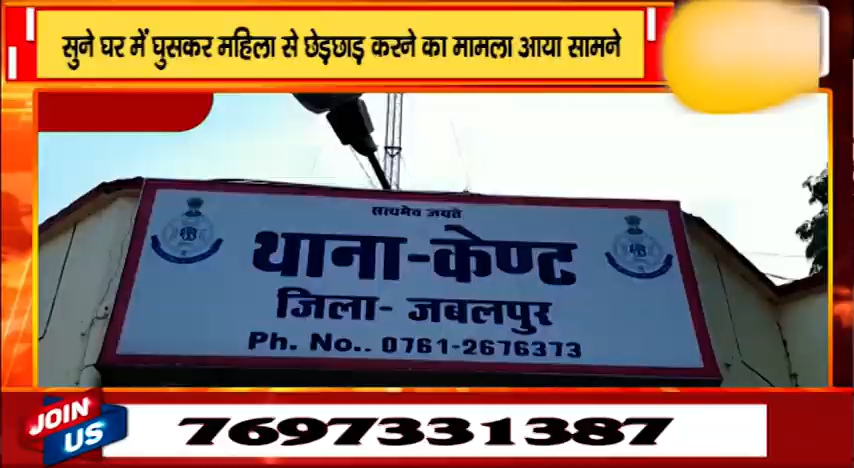 सुने घर में घुसकर महिला से छेड़छाड़ करने का मामला आया सामने
सत्यमेव जयते
थाना-केण्ट
जिला- जबलपुर
Ph. No.. 0761-2676373
JOIN
US
7697331387